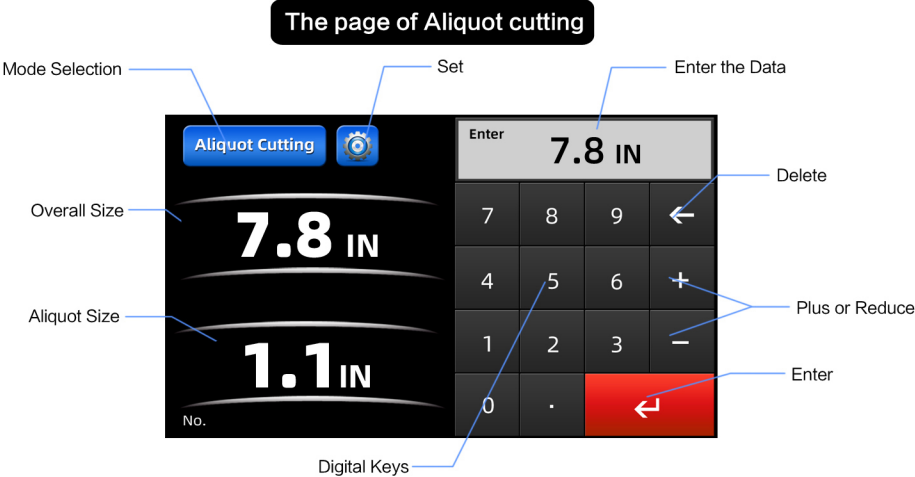 The page of Aliquot cutting
Mode Selection
Set
Enter the Data
Aliquot Cutting
Enter
7.8 IN
Delete
Overall Size
7.8 IN
7 8 9 ←
4 5 6 +
Plus or Reduce
Aliquot Size
1.1 IN
1 2 3 −
Enter
0 .
No.
Digital Keys